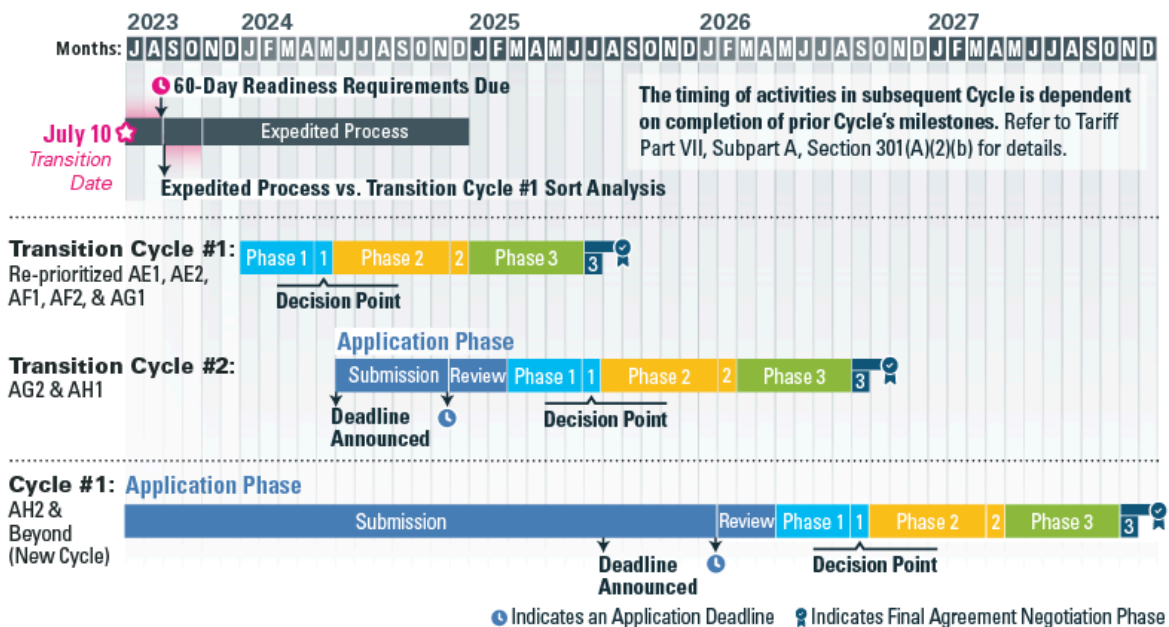 2023 2024 2025 2026 2027
Months: J A S O N D J F M A M J J A S O N D J F M A M J J A S O N D J F M A M J J A S O N D J F M A M J J A S O N D
60-Day Readiness Requirements Due
The timing of activities in subsequent Cycle is dependent
on completion of prior Cycle's milestones. Refer to Tariff
Part VII, Subpart A, Section 301(A)(2)(b) for details.
July 10
Transition
Date
Expedited Process
Expedited Process vs. Transition Cycle #1 Sort Analysis
Transition Cycle #1:
Re-prioritized AE1, AE2,
AF1, AF2, & AG1
Phase 1 1 Phase 2 2 Phase 3 3
Decision Point
Transition Cycle #2:
AG2 & AH1
Application Phase
Submission Review Phase 1 1 Phase 2 2 Phase 3 3
Deadline
Announced
Decision Point
Cycle #1:
AH2 &
Beyond
(New Cycle)
Application Phase
Submission Review Phase 1 1 Phase 2 2 Phase 3 3
Deadline
Announced
Decision Point
Indicates an Application Deadline
Indicates Final Agreement Negotiation Phase